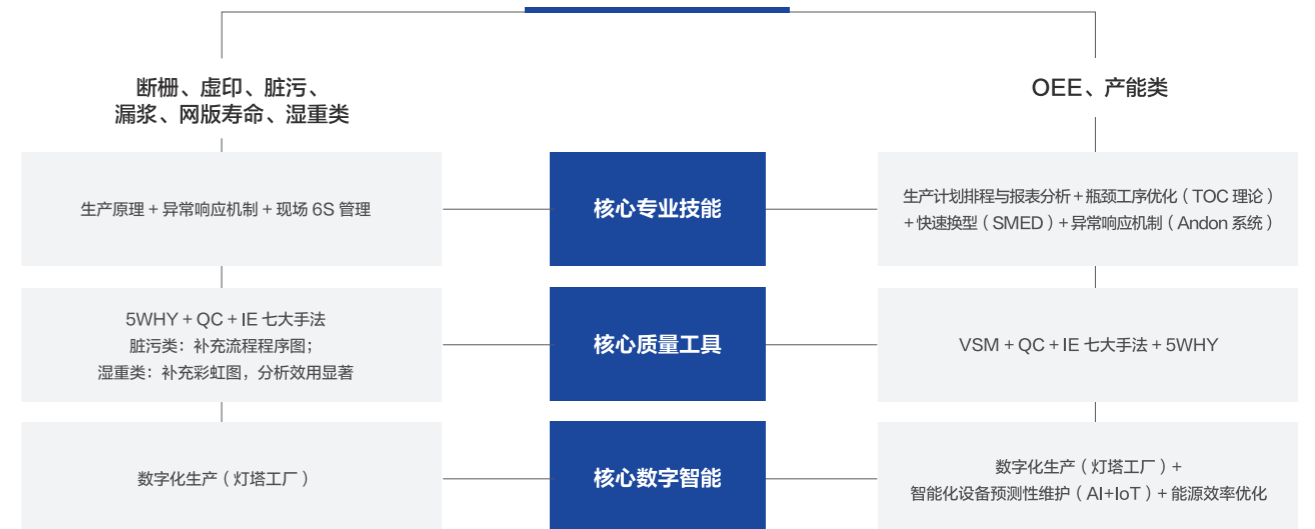 断栅、虚印、脏污、
漏浆、网版寿命、湿重类
OEE、产能类
生产原理 + 异常响应机制 + 现场 6S 管理
核心专业技能
生产计划排程与报表分析 + 瓶颈工序优化（TOC 理论）
+ 快速换型（SMED）+ 异常响应机制（Andon 系统）
5WHY + QC + IE 七大手法
脏污类：补充流程程序图；
湿重类：补充彩虹图，分析效用显著
核心质量工具
VSM + QC + IE 七大手法 + 5WHY
数字化生产（灯塔工厂）
核心数字智能
数字化生产（灯塔工厂）+
智能化设备预测性维护（AI+IoT）+ 能源效率优化